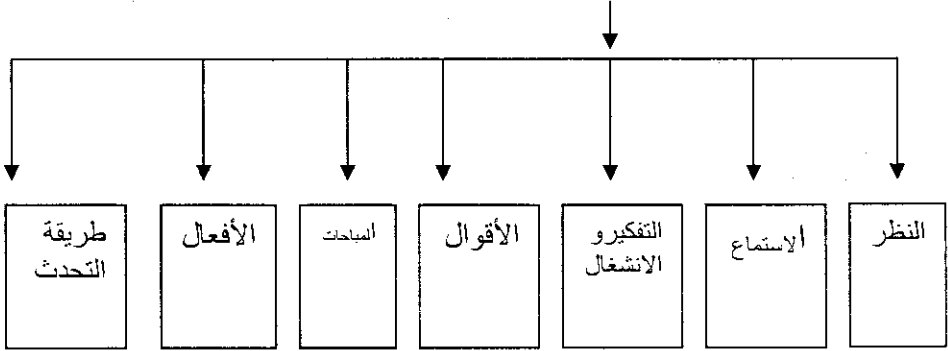 النظر
الاستماع
التفكيرو
الانشغال
الأقوال
المباحات
الأفعال
طريقة
التحدث